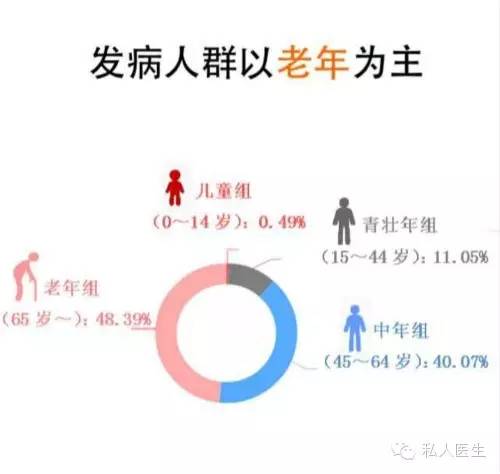 发病人群以老年为主
儿童组
(0～14 岁): 0.49%
青壮年组
(15～44 岁): 11.05%
老年组
(65 岁～): 48.39%
中年组
(45～64 岁): 40.07%
私人医生